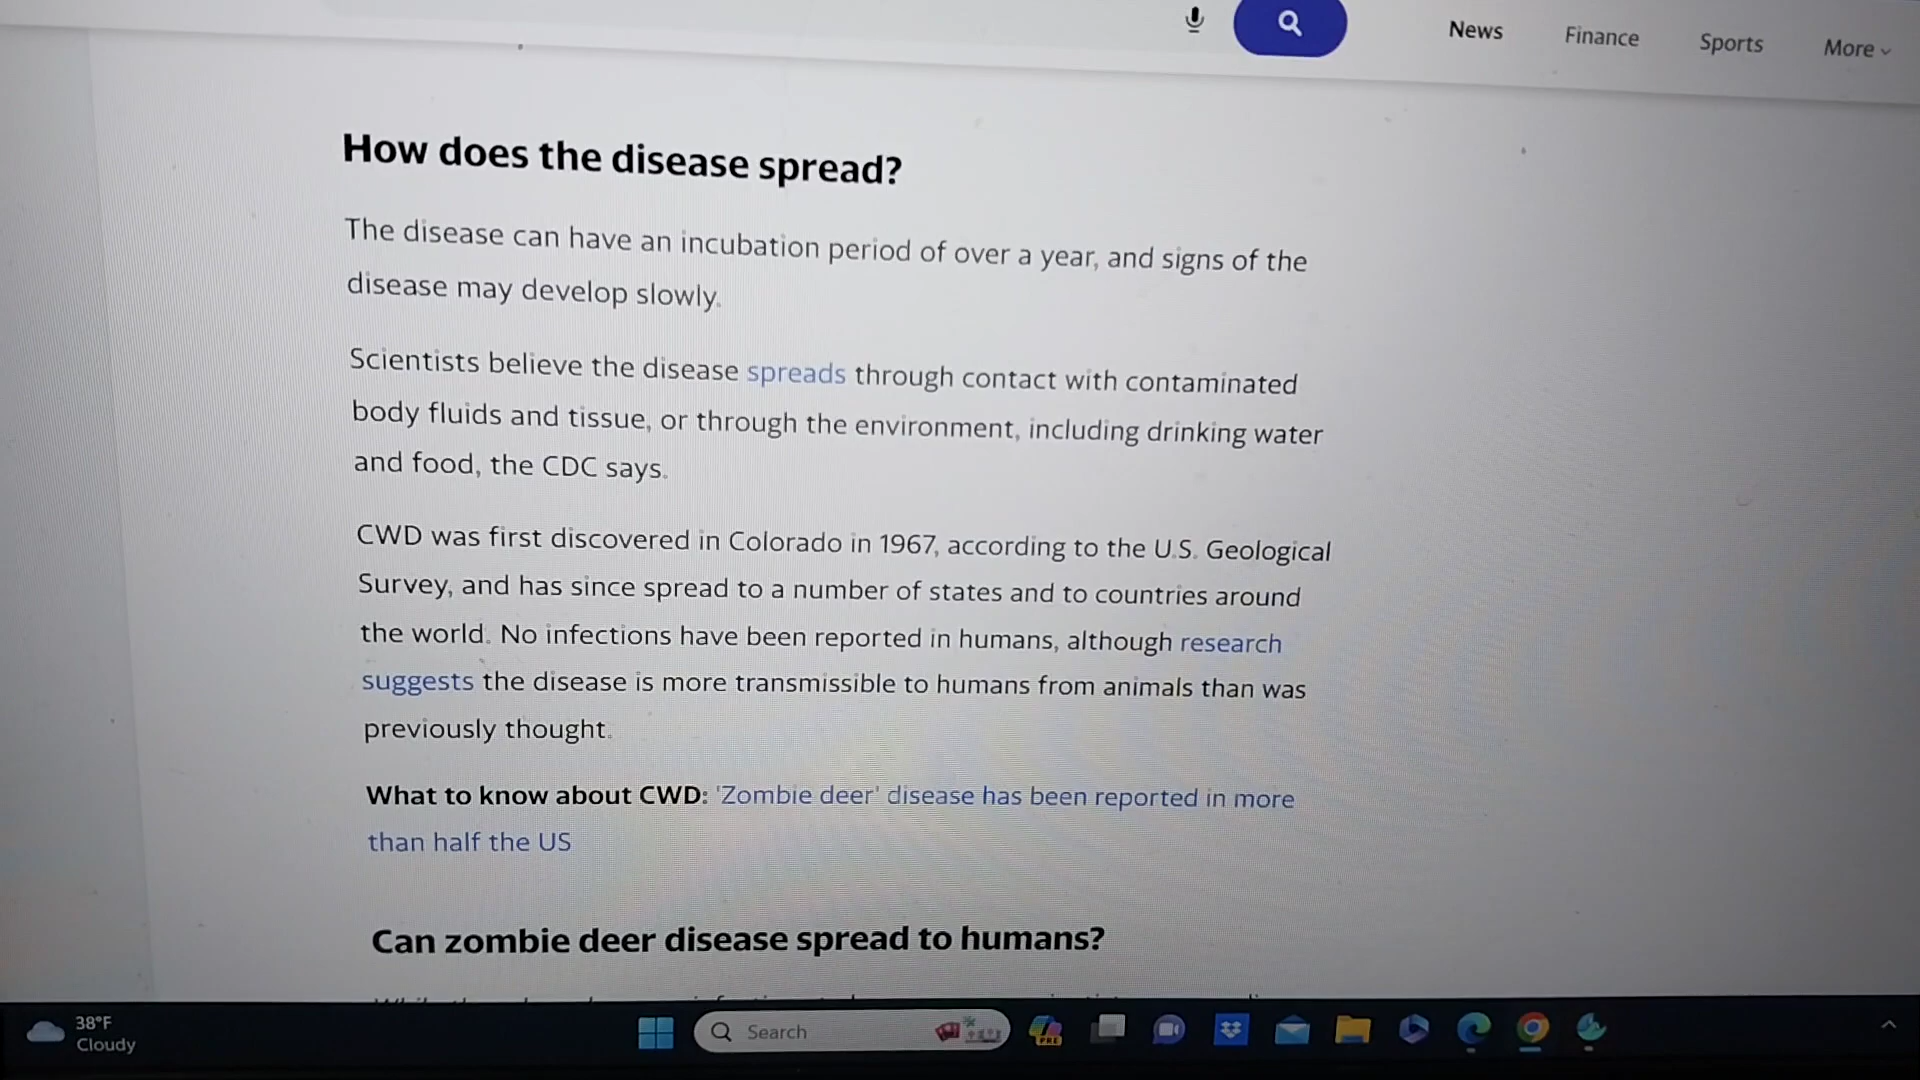 News Finance Sports More
How does the disease spread?
The disease can have an incubation period of over a year, and signs of the
disease may develop slowly.
Scientists believe the disease spreads through contact with contaminated
body fluids and tissue, or through the environment, including drinking water
and food, the CDC says.
CWD was first discovered in Colorado in 1967, according to the U.S. Geological
Survey, and has since spread to a number of states and to countries around
the world. No infections have been reported in humans, although research
suggests the disease is more transmissible to humans from animals than was
previously thought.
What to know about CWD: 'Zombie deer' disease has been reported in more
than half the US
Can zombie deer disease spread to humans?
38°F
Cloudy
Search
PRE